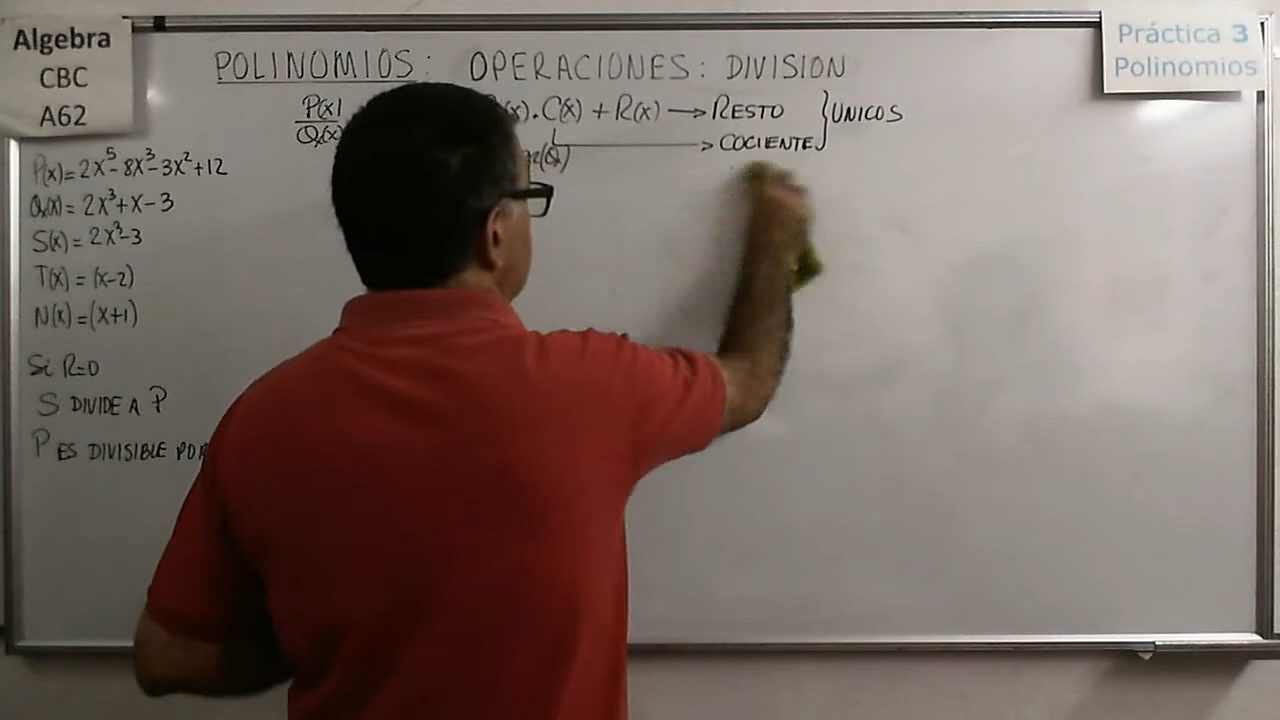 Algebra
CBC
A62
Práctica 3
Polinomios
POLINOMIOS: OPERACIONES: DIVISION
P(x)
Q(x)
(x).C(x) + R(x) → RESTO
COCIENTE
} UNICOS
(Q)
P(x)= 2x⁵-8x³-3x²+12
Q(x)= 2x³+x-3
S(x)= 2x³-3
T(x)= (x-2)
N(x)=(x+1)
Si R=0
S DIVIDE A P
P ES DIVISIBLE POR